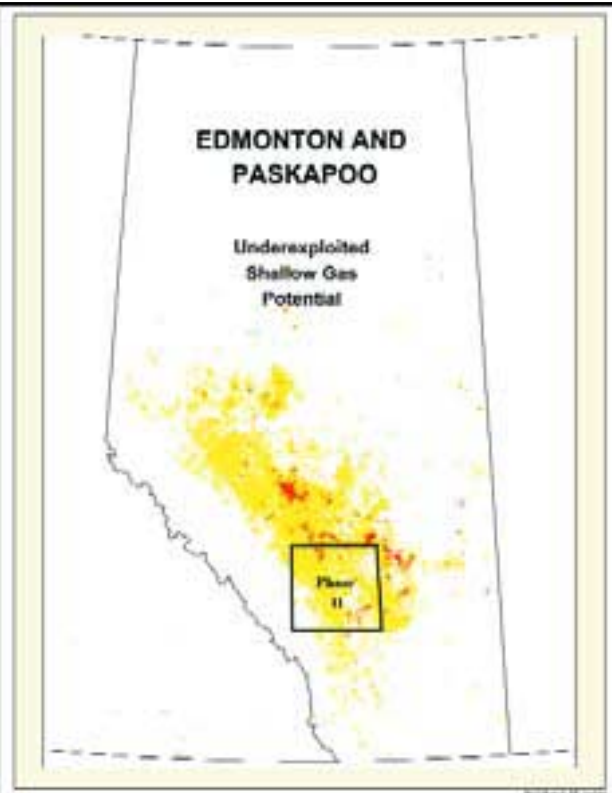 EDMONTON AND
PASKAPOO
Underexploited
Shallow Gas
Potential
Phase
II